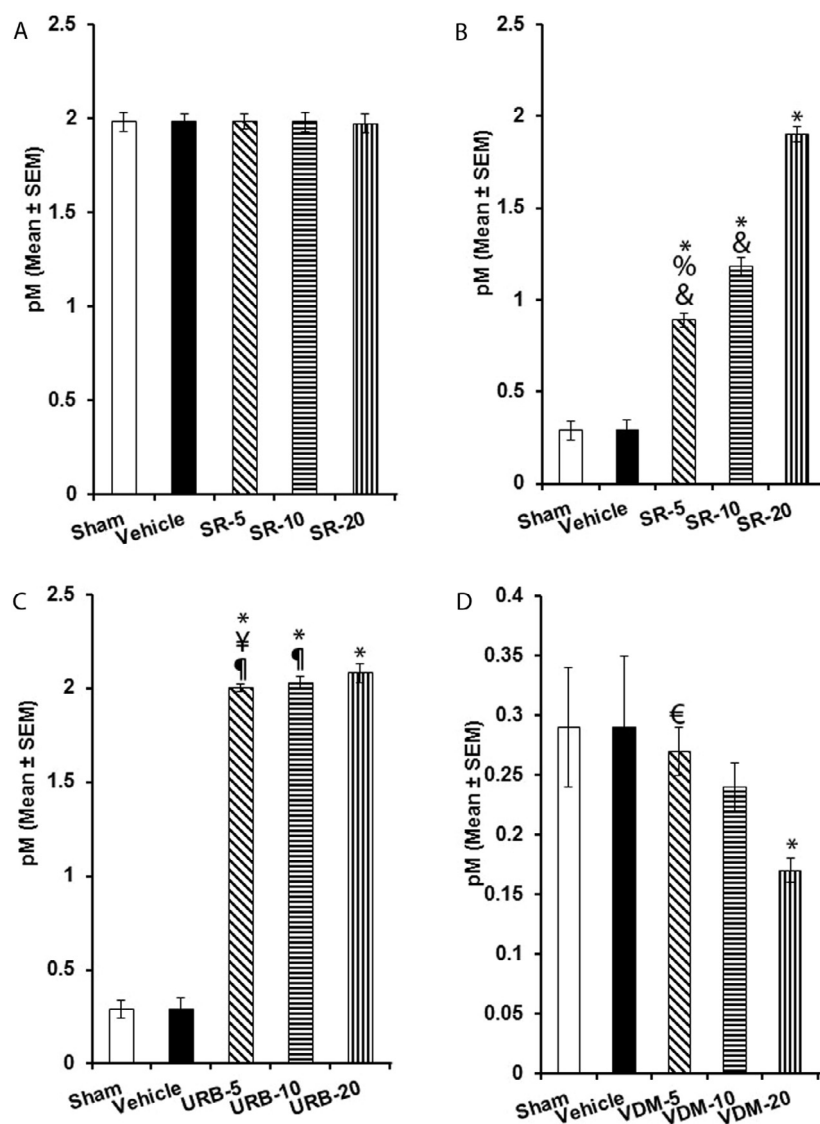 A
2.5
2
1.5
1
0.5
0
pM (Mean ± SEM)
Sham
Vehicle
SR-5
SR-10
SR-20
B
2.5
2
1.5
1
0.5
0
pM (Mean ± SEM)
*
%
&
*
&
*
Sham
Vehicle
SR-5
SR-10
SR-20
C
2.5
2
1.5
1
0.5
0
pM (Mean ± SEM)
*
¥
¶
*
¶
*
Sham
Vehicle
URB-5
URB-10
URB-20
D
0.4
0.35
0.3
0.25
0.2
0.15
0.1
0.05
0
pM (Mean ± SEM)
€
*
Sham
Vehicle
VDM-5
VDM-10
VDM-20